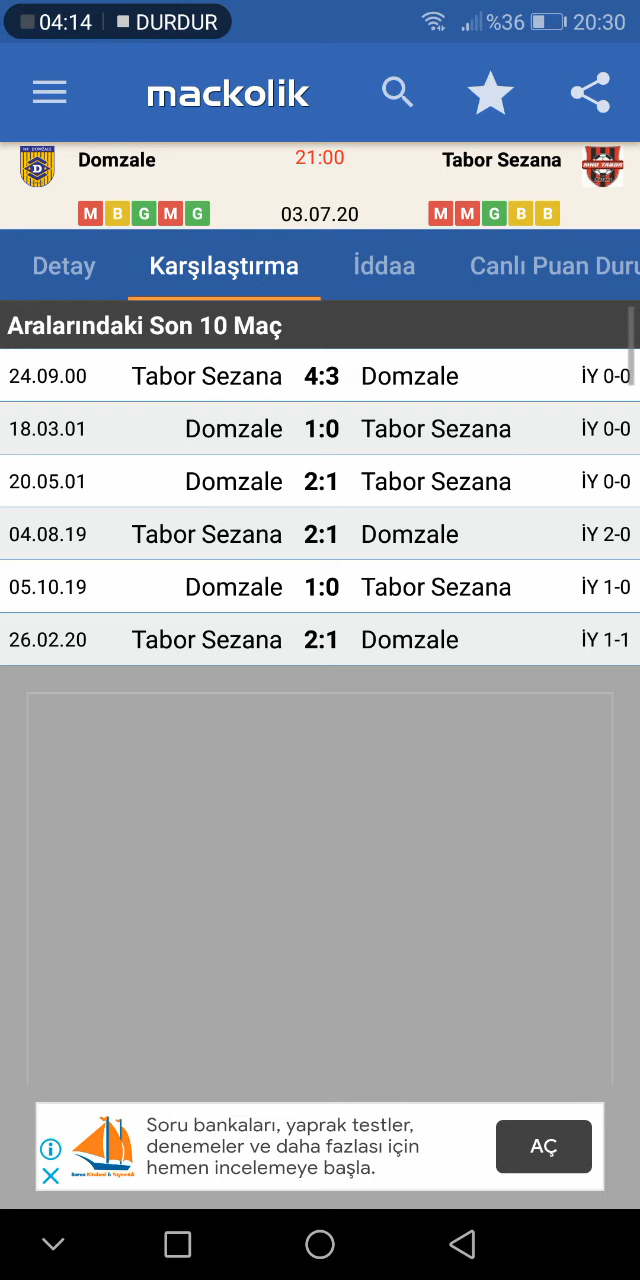 04:14 DURDUR %36 20:30
mackolik
Domzale 21:00 Tabor Sezana
M B G M G 03.07.20 M M G B B
Detay Karşılaştırma İddaa Canlı Puan Duru
Aralarındaki Son 10 Maç
24.09.00 Tabor Sezana 4:3 Domzale İY 0-0
18.03.01 Domzale 1:0 Tabor Sezana İY 0-0
20.05.01 Domzale 2:1 Tabor Sezana İY 0-0
04.08.19 Tabor Sezana 2:1 Domzale İY 2-0
05.10.19 Domzale 1:0 Tabor Sezana İY 1-0
26.02.20 Tabor Sezana 2:1 Domzale İY 1-1
Soru bankaları, yaprak testler,
denemeler ve daha fazlası için
hemen incelemeye başla.
AÇ